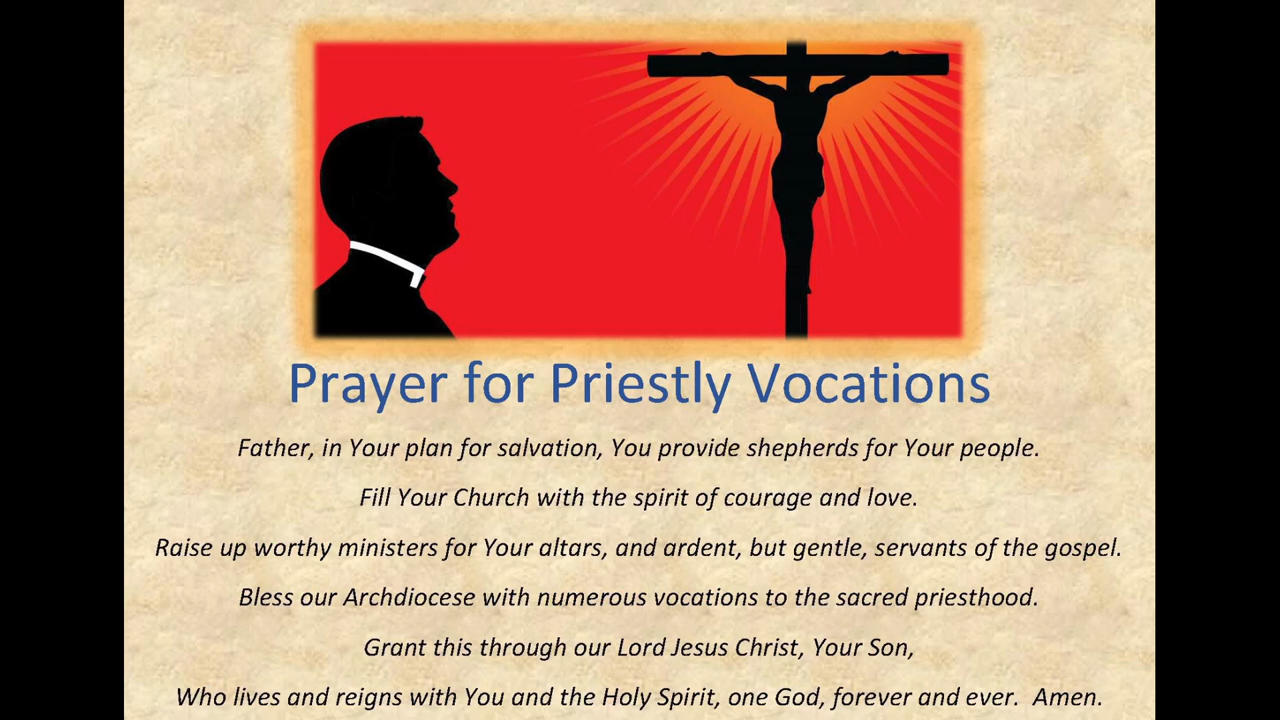 Prayer for Priestly Vocations
Father, in Your plan for salvation, You provide shepherds for Your people.
Fill Your Church with the spirit of courage and love.
Raise up worthy ministers for Your altars, and ardent, but gentle, servants of the gospel.
Bless our Archdiocese with numerous vocations to the sacred priesthood.
Grant this through our Lord Jesus Christ, Your Son,
Who lives and reigns with You and the Holy Spirit, one God, forever and ever.  Amen.